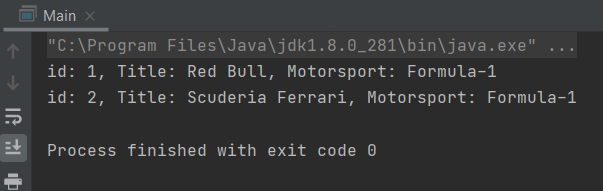 Main
"C:\Program Files\Java\jdk1.8.0_281\bin\java.exe" ...
id: 1, Title: Red Bull, Motorsport: Formula-1
id: 2, Title: Scuderia Ferrari, Motorsport: Formula-1
Process finished with exit code 0